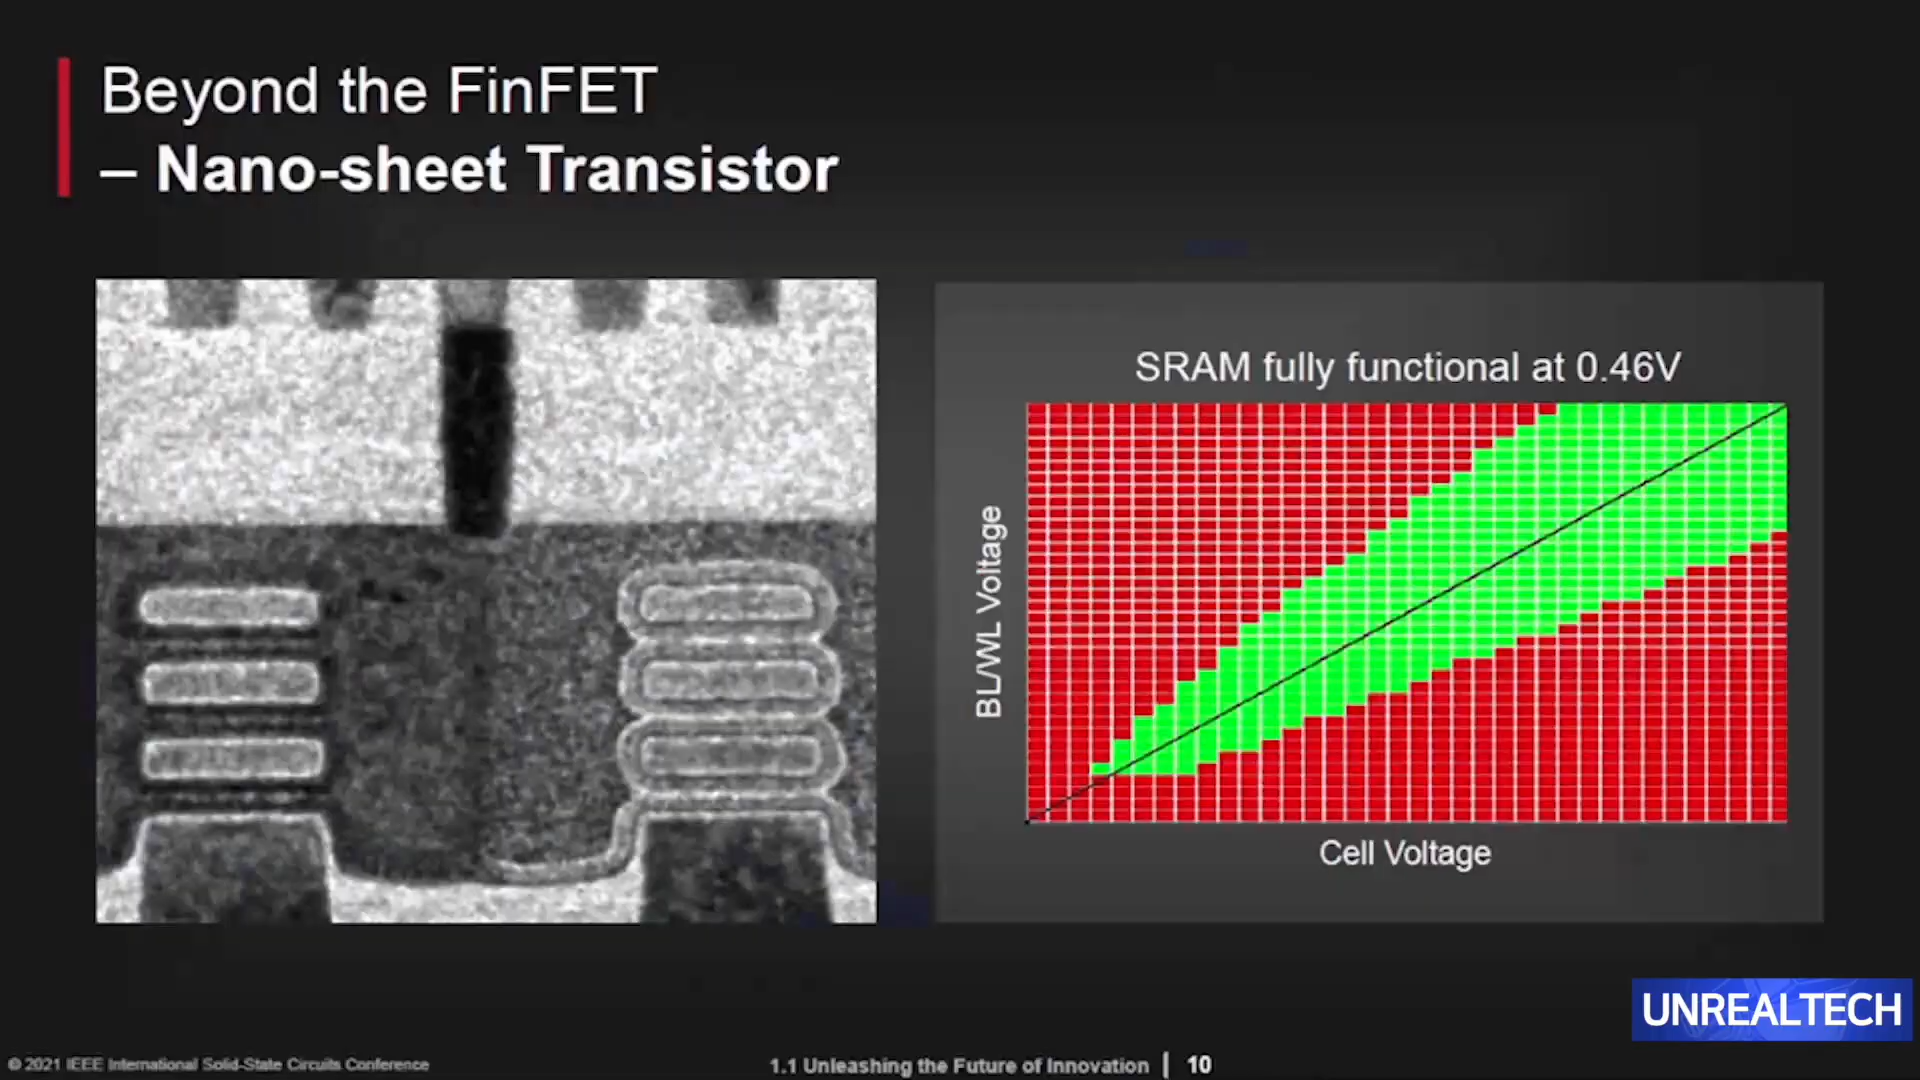 Beyond the FinFET
– Nano-sheet Transistor
SRAM fully functional at 0.46V
BL/WL Voltage
Cell Voltage
UNREALTECH
© 2021 IEEE International Solid-State Circuits Conference
1.1 Unleashing the Future of Innovation | 10